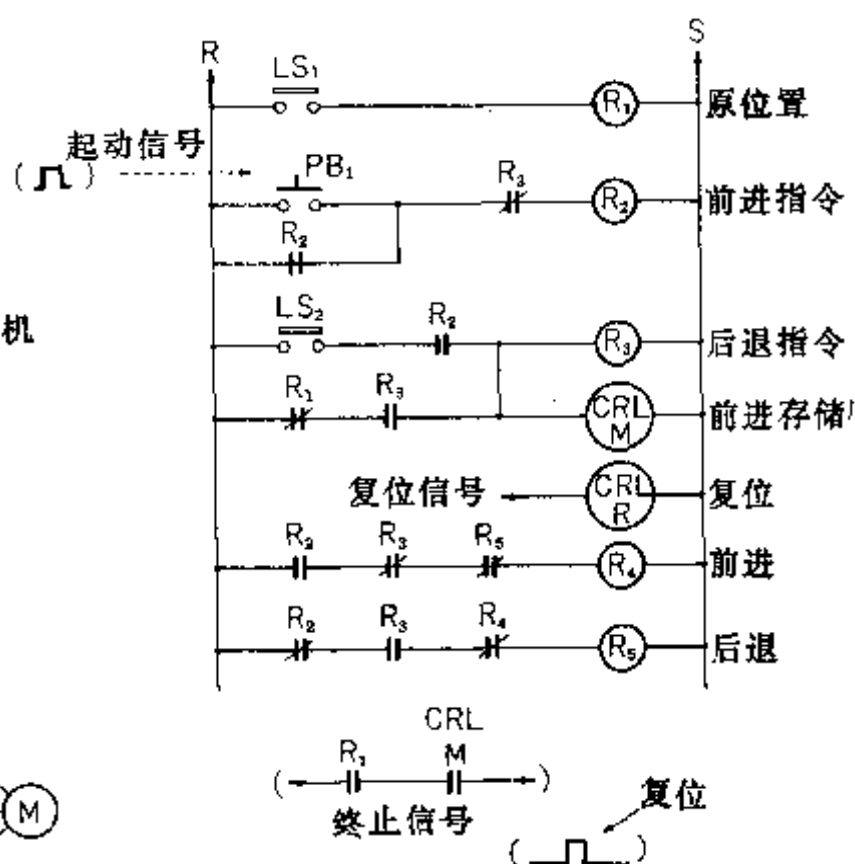 R S
LS₁
R₁ 原位置
起动信号
PB₁ R₃
R₂ 前进指令
R₂
机
LS₂ R₂
R₃ 后退指令
R₁ R₃
CRL M 前进存储
复位信号 CRL R 复位
R₂ R₃ R₅
R₄ 前进
R₂ R₃ R₄
R₅ 后退
CRL
R₁ M
终止信号
M
复位